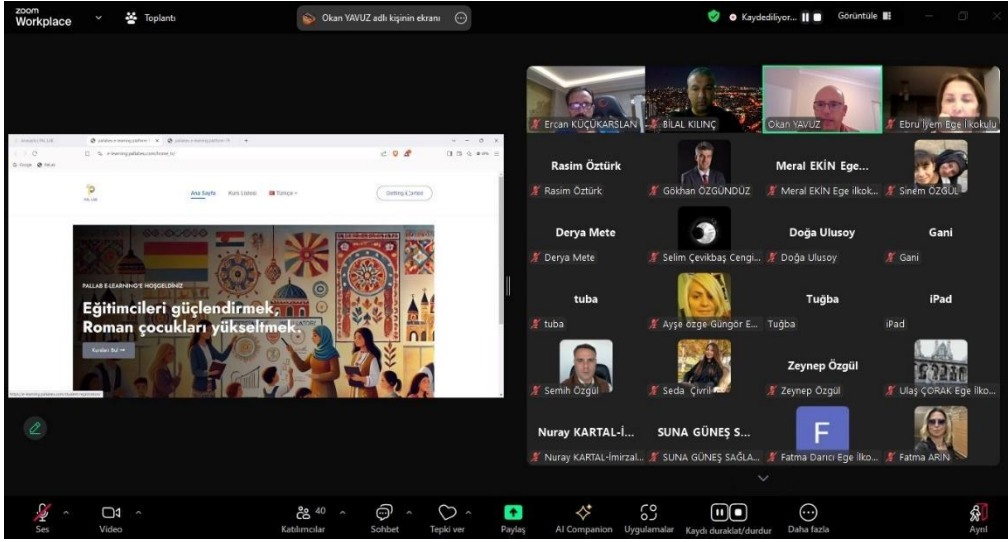 zoom
Workplace
Toplantı
Okan YAVUZ adlı kişinin ekranı
Kaydediliyor...
Görüntüle
Ercan KÜÇÜKARSLAN
BİLAL KILINÇ
Okan YAVUZ
Ebru İyem Ege İlkokulu
Ana Sayfa
Kurs Listesi
Türkçe
PALLAB E-LEARNING'E HOŞGELDİNİZ
Eğitimcileri güçlendirmek,
Roman çocukları yükseltmek.
Kursları Bul
Rasim Öztürk
Meral EKİN Ege...
Rasim Öztürk
Gökhan ÖZGÜNDÜZ
Meral EKİN Ege ilkok...
Sinem ÖZGÜL
Derya Mete
Doğa Ulusoy
Gani
Derya Mete
Selim Çevikbaş Cengi...
Doğa Ulusoy
Gani
tuba
Tuğba
iPad
tuba
Ayşe özge Güngör E...
Tuğba
iPad
Zeynep Özgül
Semih Özgül
Seda Çivril
Zeynep Özgül
Ulaş ÇORAK Ege İlko...
Nuray KARTAL-İ...
SUNA GÜNEŞ S...
F
Nuray KARTAL-İmirzal...
SUNA GÜNEŞ SAĞLA...
Fatma Darıcı Ege İlko...
Fatma ARIN
Ses
Video
40
Katılımcılar
Sohbet
Tepki ver
Paylaş
AI Companion
Uygulamalar
Kaydı duraklat/durdur
Daha fazla
Ayrıl